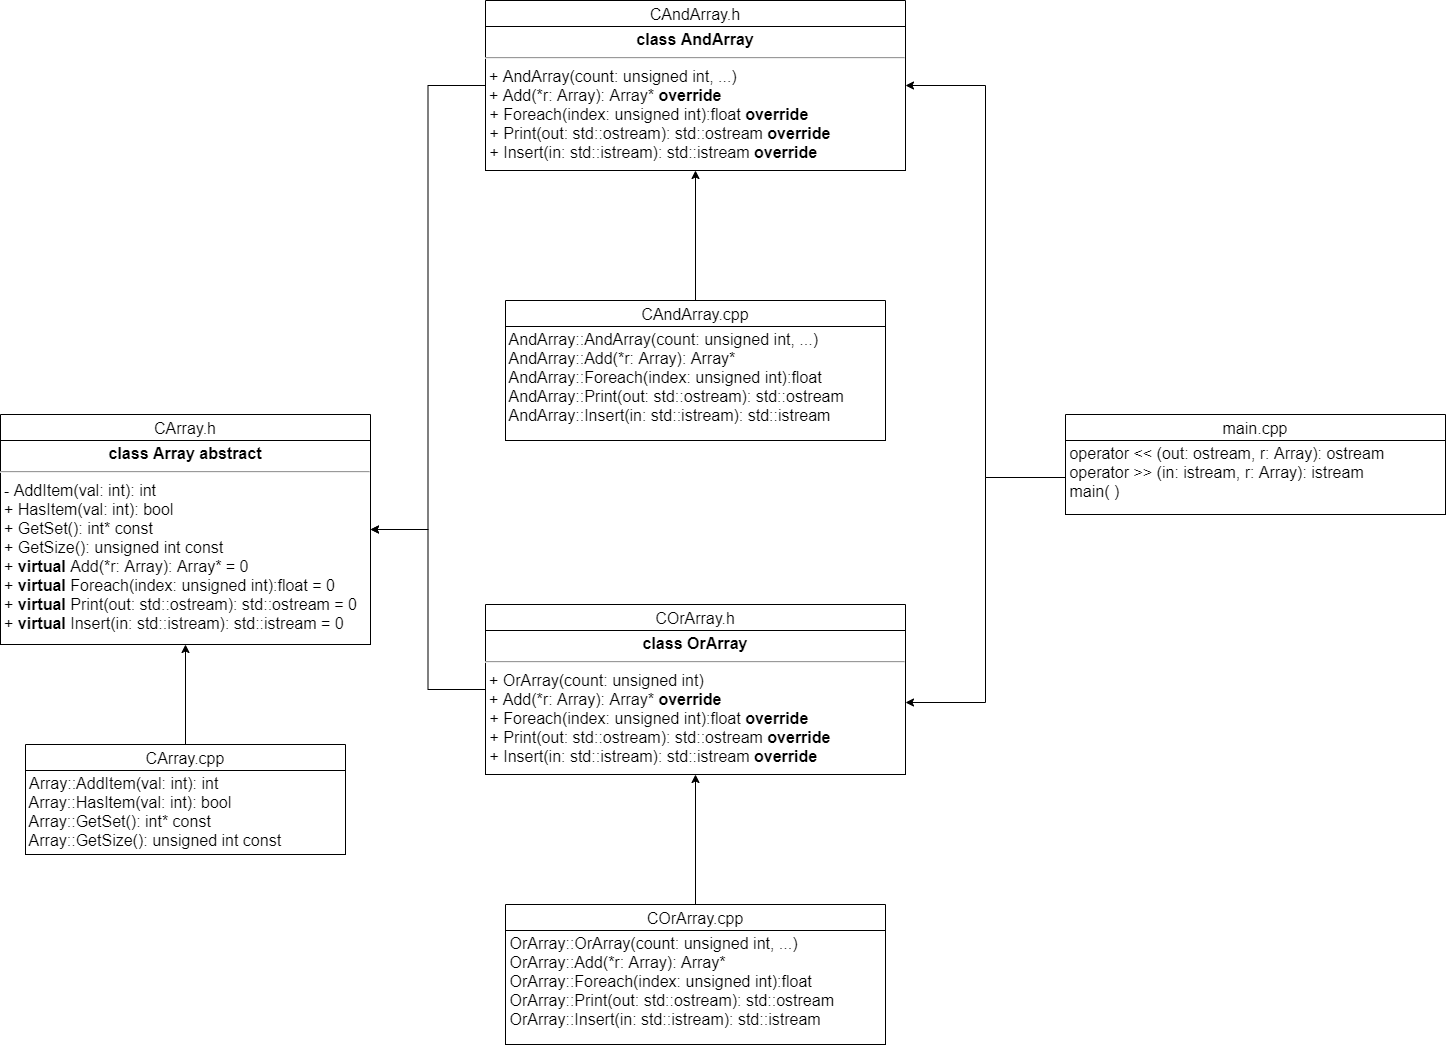 CAndArray.h
class AndArray
+ AndArray(count: unsigned int, ...)
+ Add(*r: Array): Array* override
+ Foreach(index: unsigned int):float override
+ Print(out: std::ostream): std::ostream override
+ Insert(in: std::istream): std::istream override
CAndArray.cpp
AndArray::AndArray(count: unsigned int, ...)
AndArray::Add(*r: Array): Array*
AndArray::Foreach(index: unsigned int):float
AndArray::Print(out: std::ostream): std::ostream
AndArray::Insert(in: std::istream): std::istream
CArray.h
class Array abstract
- AddItem(val: int): int
+ HasItem(val: int): bool
+ GetSet(): int* const
+ GetSize(): unsigned int const
+ virtual Add(*r: Array): Array* = 0
+ virtual Foreach(index: unsigned int):float = 0
+ virtual Print(out: std::ostream): std::ostream = 0
+ virtual Insert(in: std::istream): std::istream = 0
main.cpp
operator << (out: ostream, r: Array): ostream
operator >> (in: istream, r: Array): istream
main( )
COrArray.h
class OrArray
+ OrArray(count: unsigned int)
+ Add(*r: Array): Array* override
+ Foreach(index: unsigned int):float override
+ Print(out: std::ostream): std::ostream override
+ Insert(in: std::istream): std::istream override
CArray.cpp
Array::AddItem(val: int): int
Array::HasItem(val: int): bool
Array::GetSet(): int* const
Array::GetSize(): unsigned int const
COrArray.cpp
OrArray::OrArray(count: unsigned int, ...)
OrArray::Add(*r: Array): Array*
OrArray::Foreach(index: unsigned int):float
OrArray::Print(out: std::ostream): std::ostream
OrArray::Insert(in: std::istream): std::istream